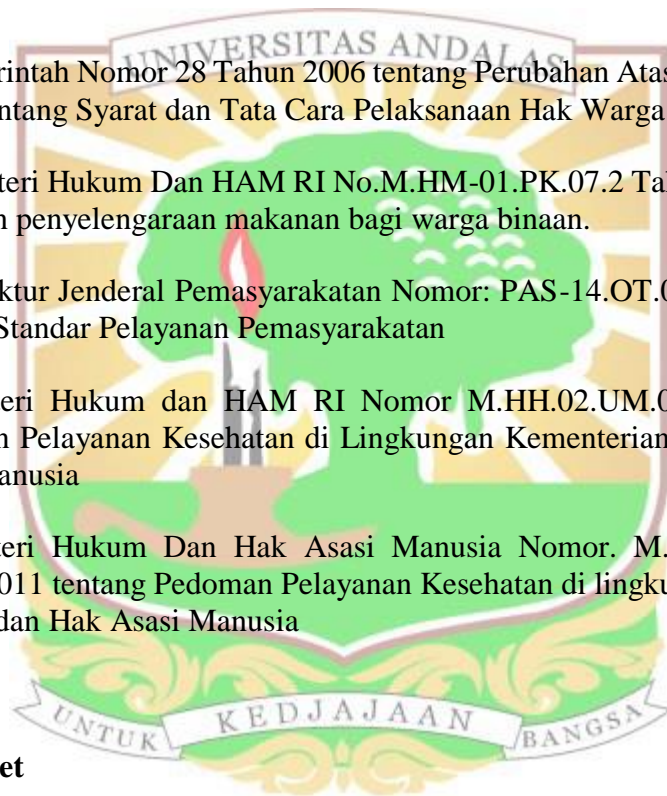 UNIVERSITAS ANDALAS
rintah Nomor 28 Tahun 2006 tentang Perubahan Atas
ntang Syarat dan Tata Cara Pelaksanaan Hak Warga
teri Hukum Dan HAM RI No.M.HM-01.PK.07.2 Ta
n penyelengaraan makanan bagi warga binaan.
ktur Jenderal Pemasyarakatan Nomor: PAS-14.OT.0
Standar Pelayanan Pemasyarakatan
teri Hukum dan HAM RI Nomor M.HH.02.UM.0
n Pelayanan Kesehatan di Lingkungan Kementerian
anusia
teri Hukum Dan Hak Asasi Manusia Nomor. M.
011 tentang Pedoman Pelayanan Kesehatan di lingku
dan Hak Asasi Manusia
UNTUK KEDJAJAAN BANGSA
et